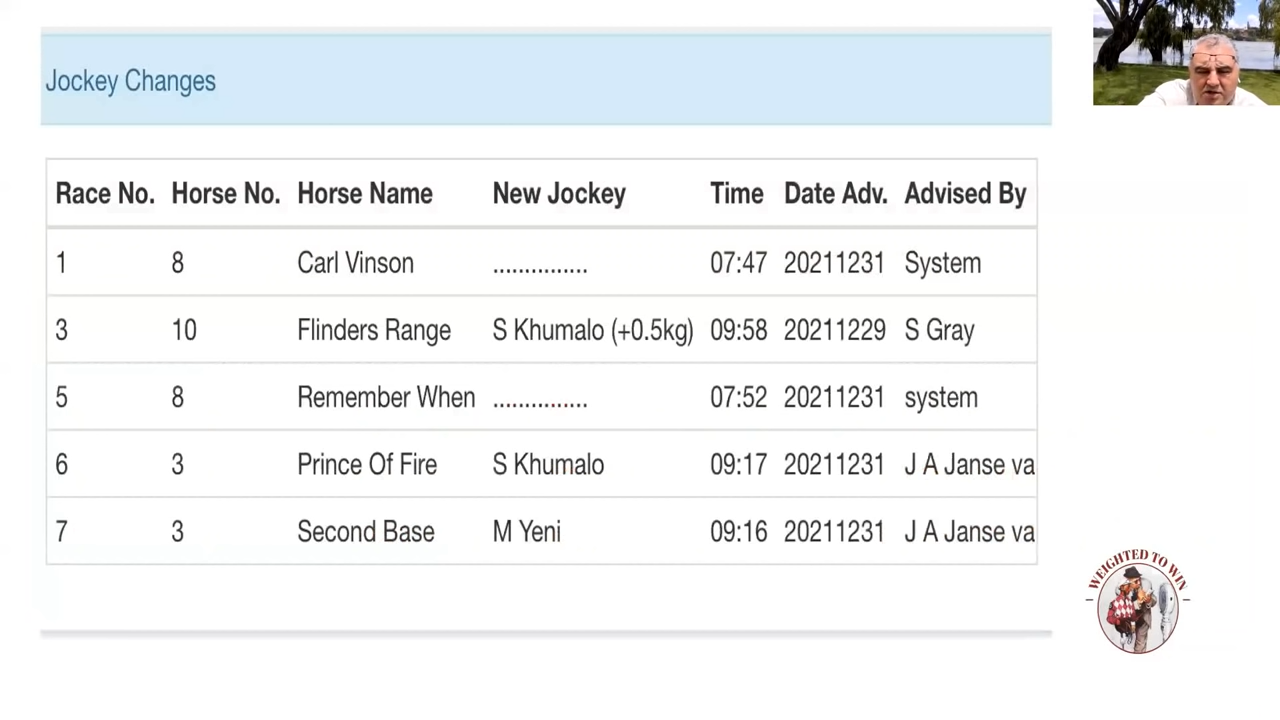 Jockey Changes
Race No. Horse No. Horse Name New Jockey Time Date Adv. Advised By
1 8 Carl Vinson ............... 07:47 20211231 System
3 10 Flinders Range S Khumalo (+0.5kg) 09:58 20211229 S Gray
5 8 Remember When ............... 07:52 20211231 system
6 3 Prince Of Fire S Khumalo 09:17 20211231 J A Janse va
7 3 Second Base M Yeni 09:16 20211231 J A Janse va
WEIGHTED TO WIN